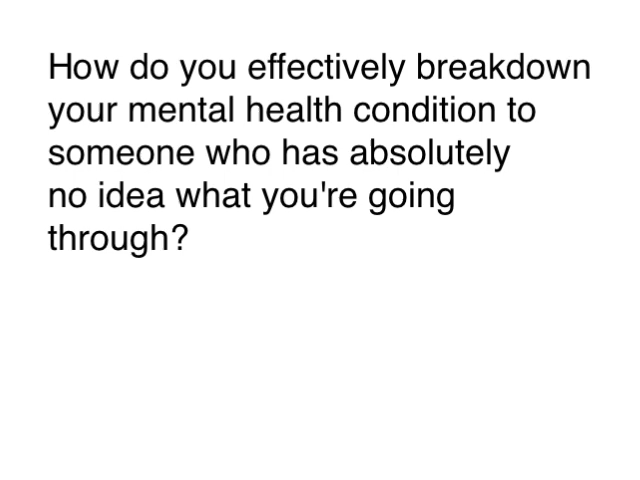 How do you effectively breakdown
your mental health condition to
someone who has absolutely
no idea what you're going
through?